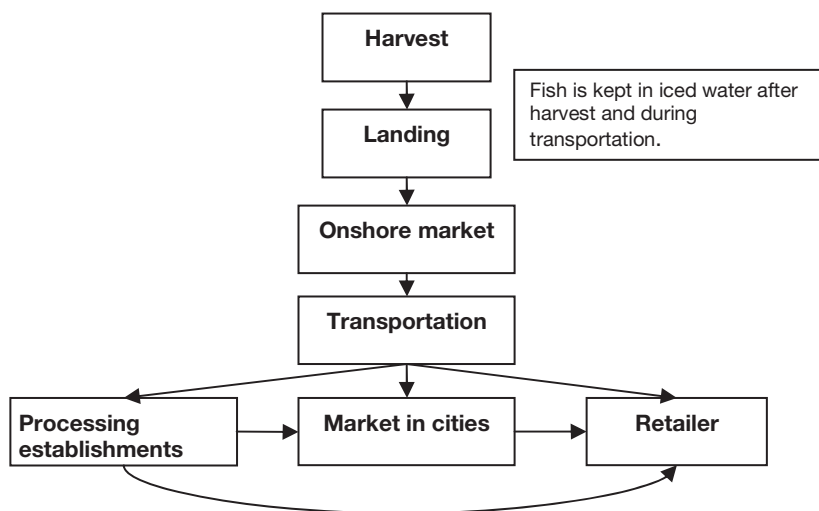 Harvest
Fish is kept in iced water after
harvest and during
transportation.
Landing
Onshore market
Transportation
Processing
establishments
Market in cities
Retailer